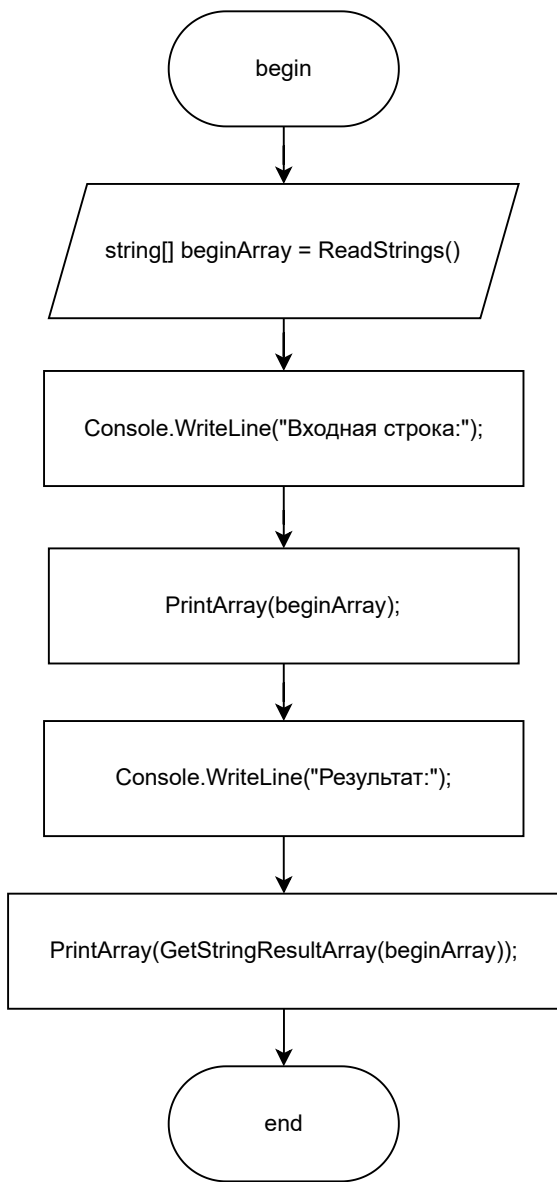 begin
string[] beginArray = ReadStrings()
Console.WriteLine("Входная строка:");
PrintArray(beginArray);
Console.WriteLine("Результат:");
PrintArray(GetStringResultArray(beginArray));
end